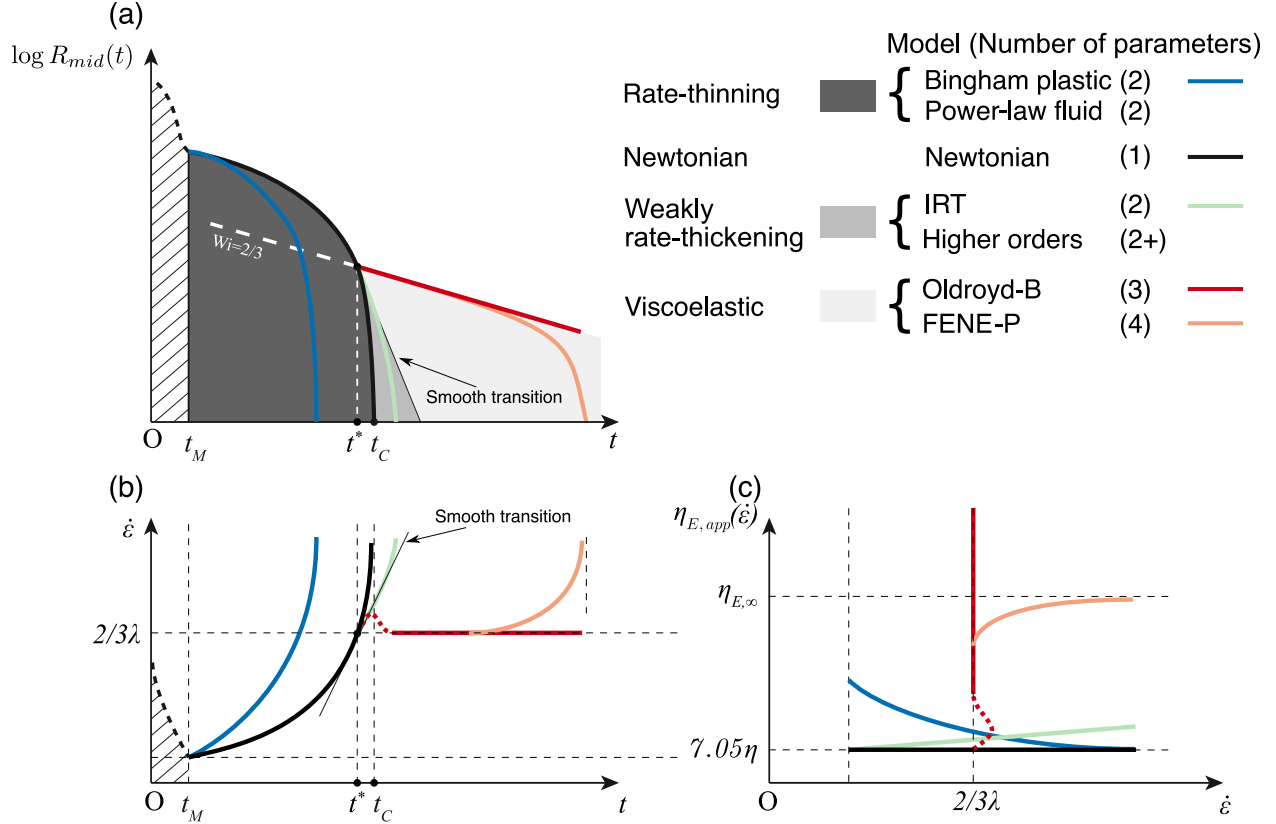 (a)
log R_mid(t)
Wi=2/3
Smooth transition
O
t_M
t*
t_C
t
Model (Number of parameters)
Rate-thinning
{
Bingham plastic (2)
Power-law fluid (2)
Newtonian
Newtonian (1)
Weakly
rate-thickening
{
IRT (2)
Higher orders (2+)
Viscoelastic
{
Oldroyd-B (3)
FENE-P (4)
(b)
ε̇
Smooth transition
2/3λ
O
t_M
t*
t_C
t
(c)
η_E,app(ε̇)
η_E,∞
7.05η
O
2/3λ
ε̇